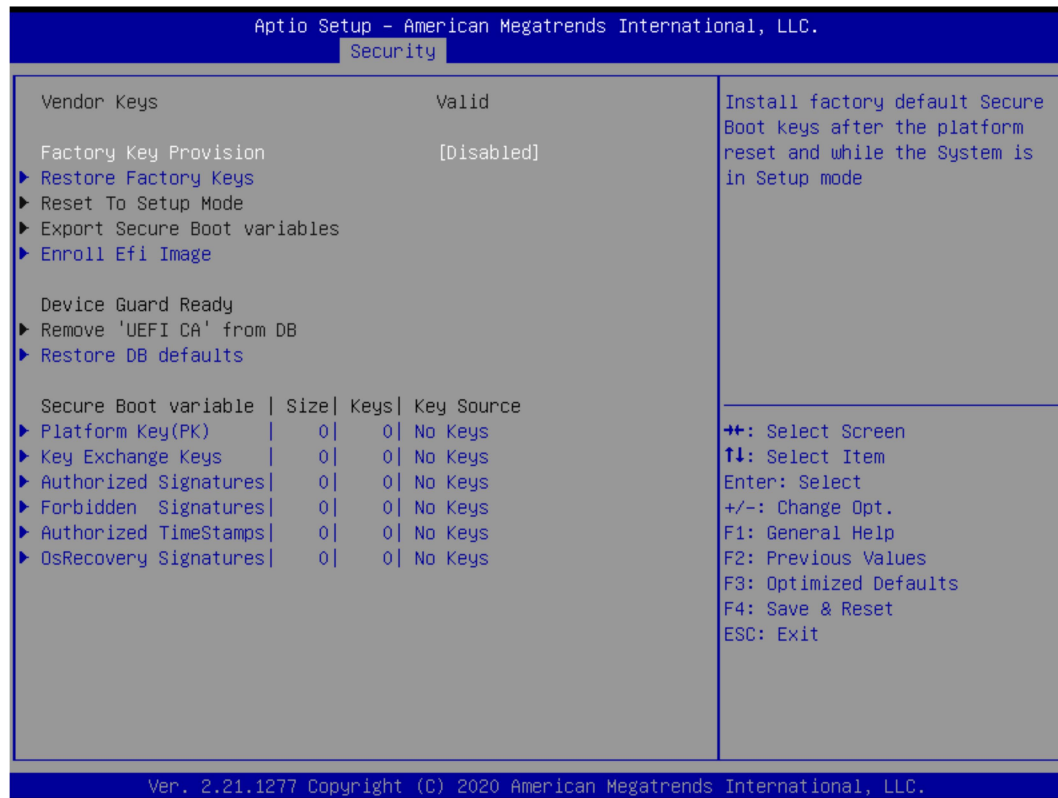 Aptio Setup – American Megatrends International, LLC.
Security
Vendor Keys Valid
Factory Key Provision [Disabled]
▶ Restore Factory Keys
▶ Reset To Setup Mode
▶ Export Secure Boot variables
▶ Enroll Efi Image
Device Guard Ready
▶ Remove 'UEFI CA' from DB
▶ Restore DB defaults
Secure Boot variable | Size| Keys| Key Source
▶ Platform Key(PK) | 0| 0| No Keys
▶ Key Exchange Keys | 0| 0| No Keys
▶ Authorized Signatures| 0| 0| No Keys
▶ Forbidden Signatures| 0| 0| No Keys
▶ Authorized TimeStamps| 0| 0| No Keys
▶ OsRecovery Signatures| 0| 0| No Keys
Install factory default Secure
Boot keys after the platform
reset and while the System is
in Setup mode
→←: Select Screen
↑↓: Select Item
Enter: Select
+/-: Change Opt.
F1: General Help
F2: Previous Values
F3: Optimized Defaults
F4: Save & Reset
ESC: Exit
Ver. 2.21.1277 Copyright (C) 2020 American Megatrends International, LLC.